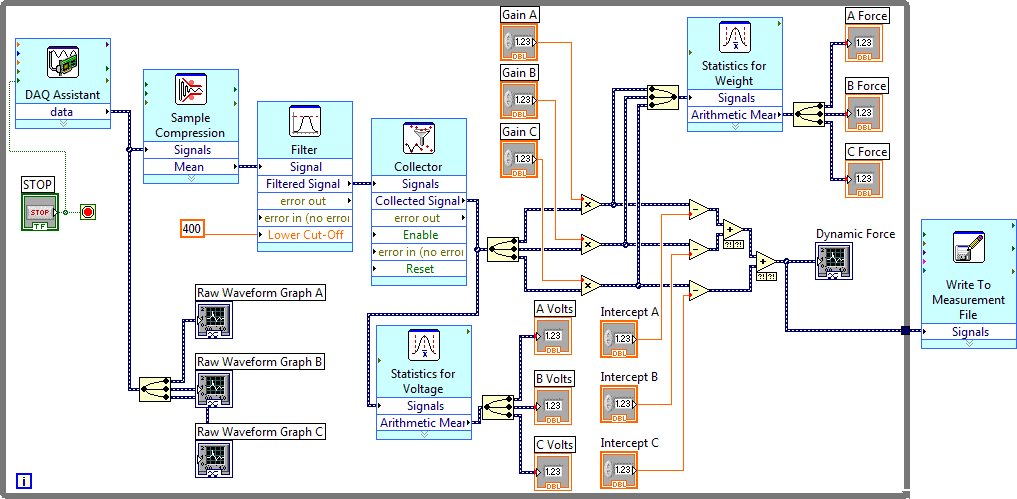 DAQ Assistant
data
STOP
STOP
TF
i
Sample
Compression
Signals
Mean
400
Filter
Signal
Filtered Signal
error out
error in (no error
Lower Cut-Off
Collector
Signals
Collected Signal
error out
Enable
error in (no error
Reset
Raw Waveform Graph A
Raw Waveform Graph B
Raw Waveform Graph C
Statistics for
Voltage
Signals
Arithmetic Mear
A Volts
1.23
DBL
B Volts
1.23
DBL
C Volts
1.23
DBL
Gain A
1.23
DBL
Gain B
1.23
DBL
Gain C
1.23
DBL
Intercept A
1.23
DBL
Intercept B
1.23
DBL
Intercept C
1.23
DBL
Statistics for
Weight
Signals
Arithmetic Mear
A Force
1.23
DBL
B Force
1.23
DBL
C Force
1.23
DBL
×
×
×
−
−
−
+
?! ?!
+
?! ?!
Dynamic Force
Write To
Measurement
File
Signals